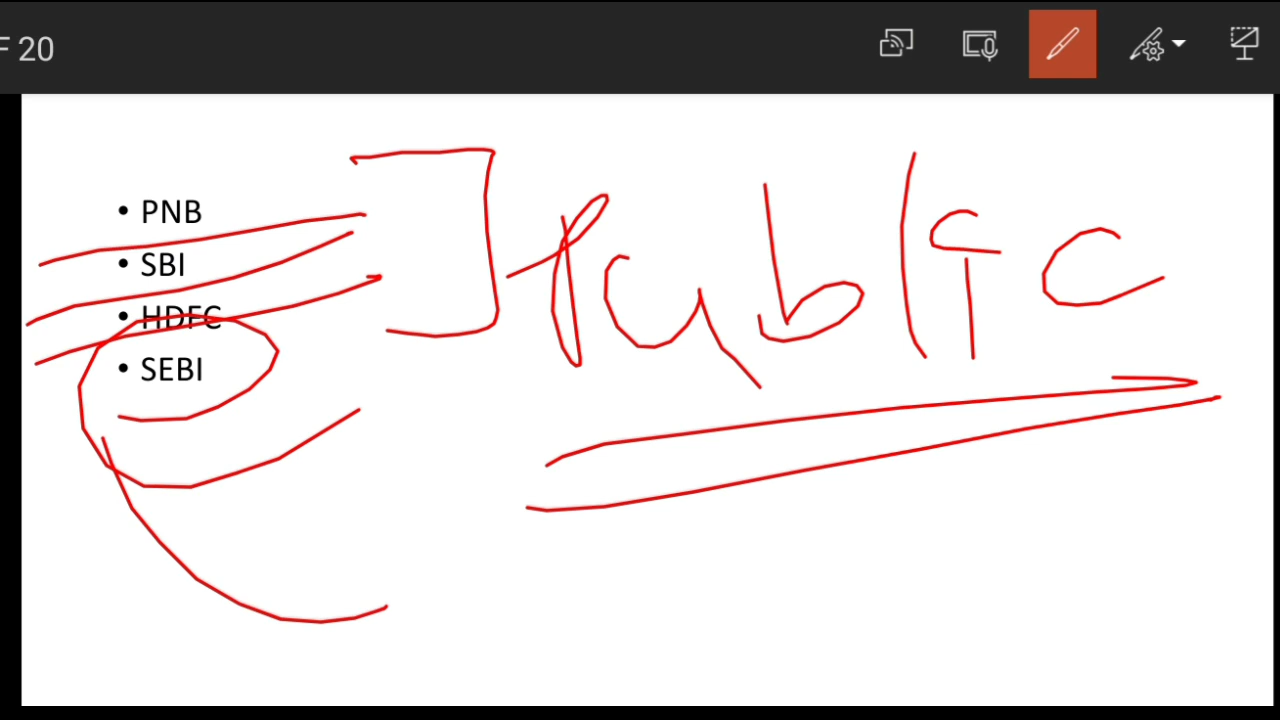 F 20
• PNB
• SBI
• HDFC
• SEBI
Public